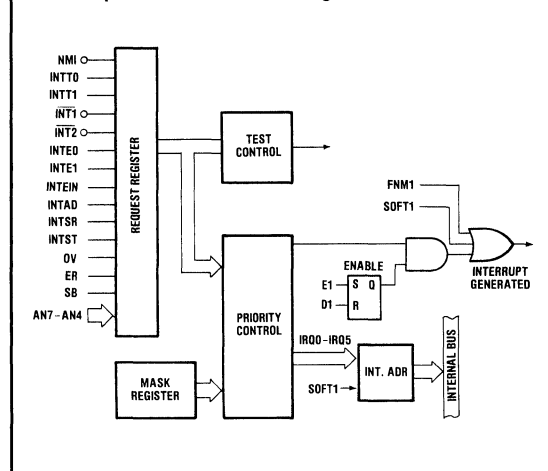 NMI
INTT0
INTT1
INT1
INT2
INTE0
INTE1
INTEIN
INTAD
INTSR
INTST
OV
ER
SB
AN7-AN4
REQUEST REGISTER
TEST
CONTROL
FNM1
SOFT1
INTERRUPT
GENERATED
ENABLE
E1
S Q
D1
R
PRIORITY
CONTROL
IRQ0-IRQ5
INT. ADR
SOFT1
INTERNAL BUS
MASK
REGISTER